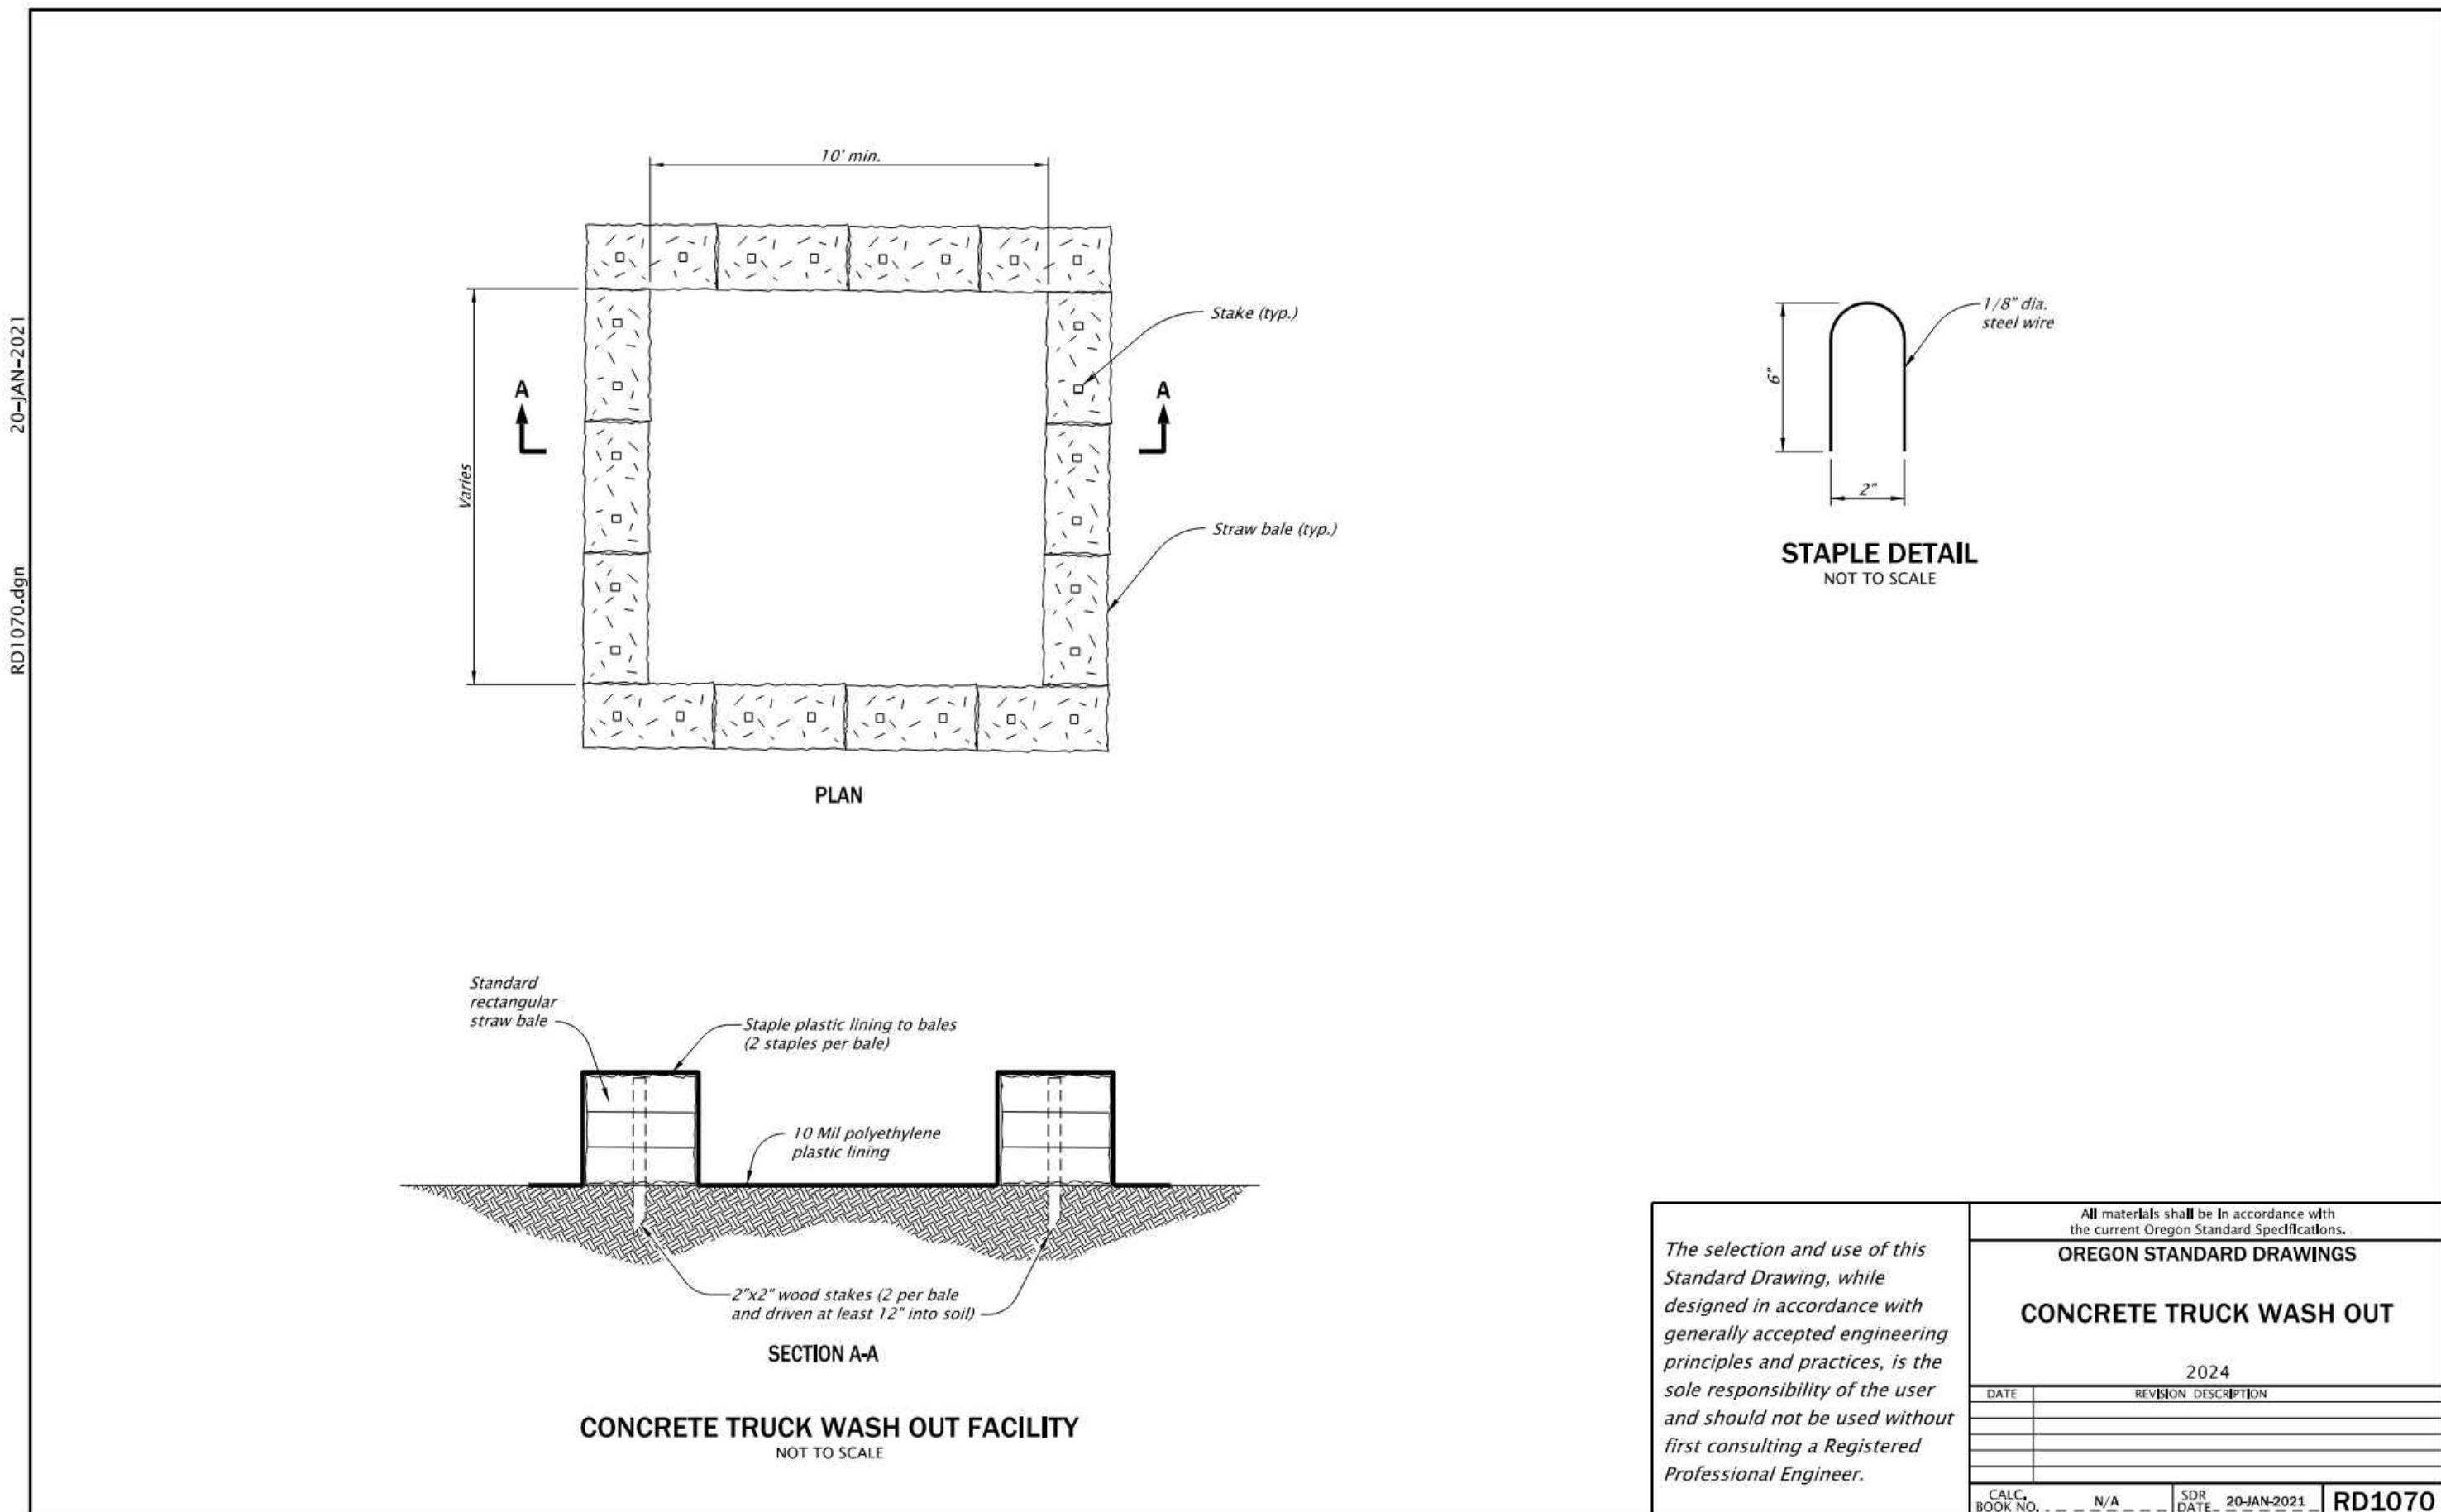 RD1070.dgn 20-JAN-2021
10' min.
Varies
A
A
Stake (typ.)
Straw bale (typ.)
PLAN
1/8" dia.
steel wire
6"
2"
STAPLE DETAIL
NOT TO SCALE
Standard
rectangular
straw bale
Staple plastic lining to bales
(2 staples per bale)
10 Mil polyethylene
plastic lining
2"x2" wood stakes (2 per bale
and driven at least 12" into soil)
SECTION A-A
CONCRETE TRUCK WASH OUT FACILITY
NOT TO SCALE
The selection and use of this
Standard Drawing, while
designed in accordance with
generally accepted engineering
principles and practices, is the
sole responsibility of the user
and should not be used without
first consulting a Registered
Professional Engineer.
All materials shall be in accordance with
the current Oregon Standard Specifications.
OREGON STANDARD DRAWINGS
CONCRETE TRUCK WASH OUT
2024
DATE REVISION DESCRIPTION
CALC. BOOK NO. N/A SDR DATE 20-JAN-2021 RD1070